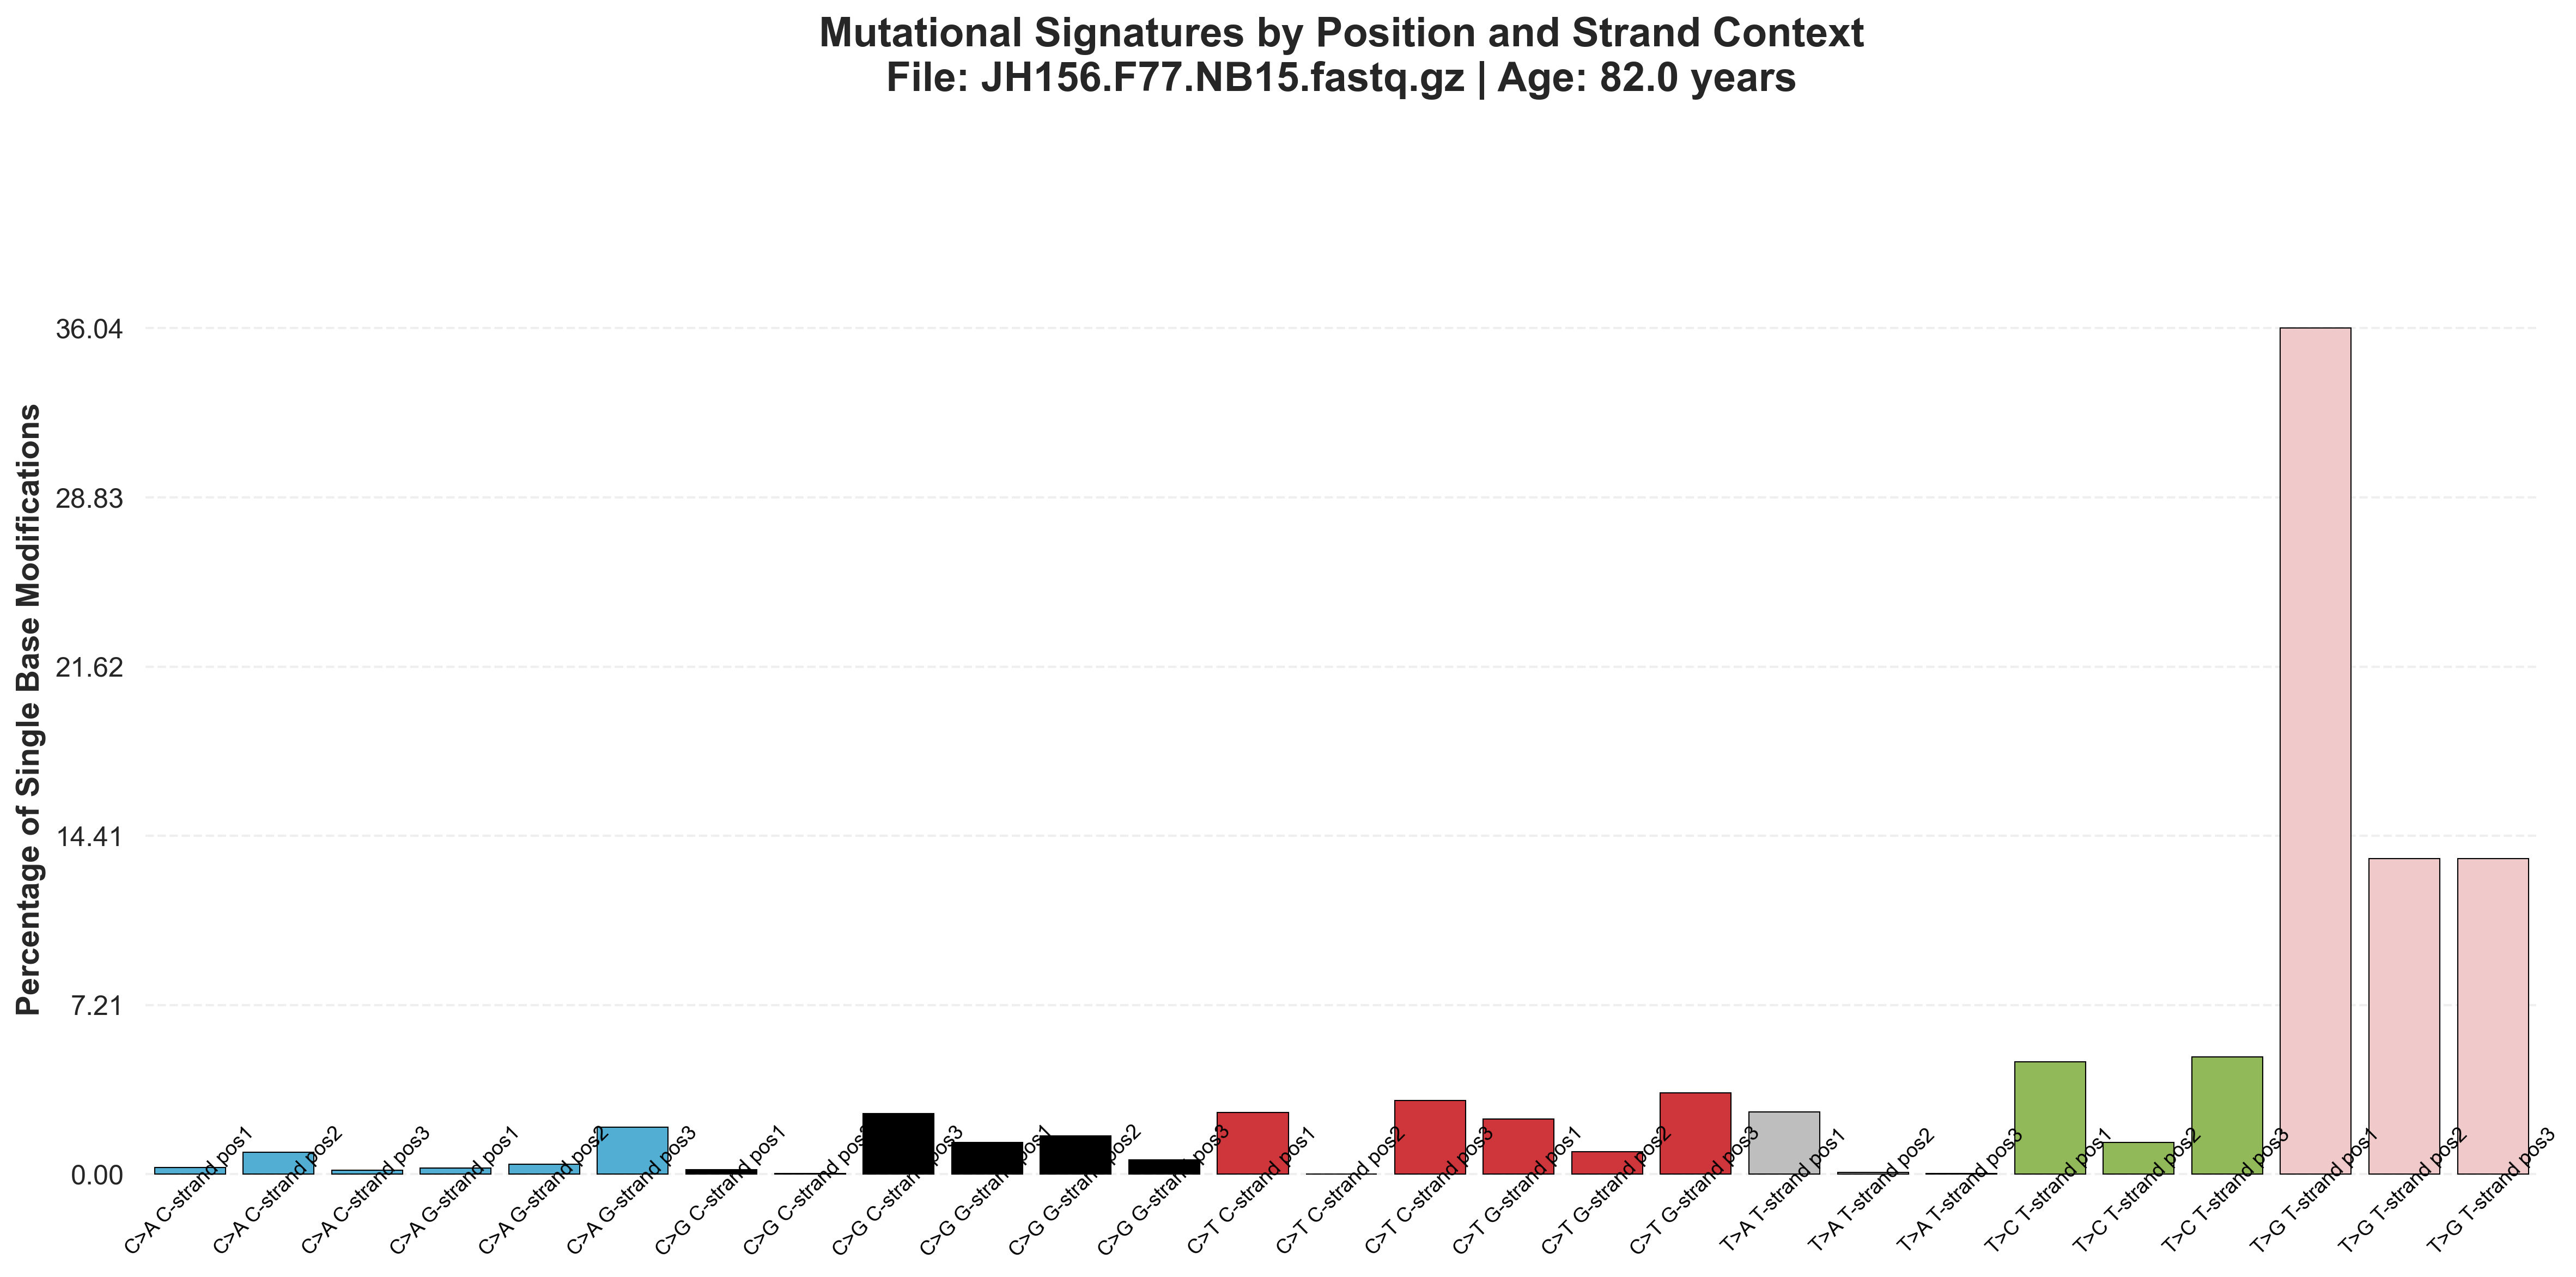 Mutational Signatures by Position and Strand Context
File: JH156.F77.NB15.fastq.gz | Age: 82.0 years
Percentage of Single Base Modifications
36.04
28.83
21.62
14.41
7.21
0.00
C>A C-strand pos1
C>A C-strand pos2
C>A C-strand pos3
C>A G-strand pos1
C>A G-strand pos2
C>A G-strand pos3
C>G C-strand pos1
C>G C-strand pos2
C>G C-strand pos3
C>G G-strand pos1
C>G G-strand pos2
C>G G-strand pos3
C>T C-strand pos1
C>T C-strand pos2
C>T C-strand pos3
C>T G-strand pos1
C>T G-strand pos2
C>T G-strand pos3
T>A T-strand pos1
T>A T-strand pos2
T>A T-strand pos3
T>C T-strand pos1
T>C T-strand pos2
T>C T-strand pos3
T>G T-strand pos1
T>G T-strand pos2
T>G T-strand pos3